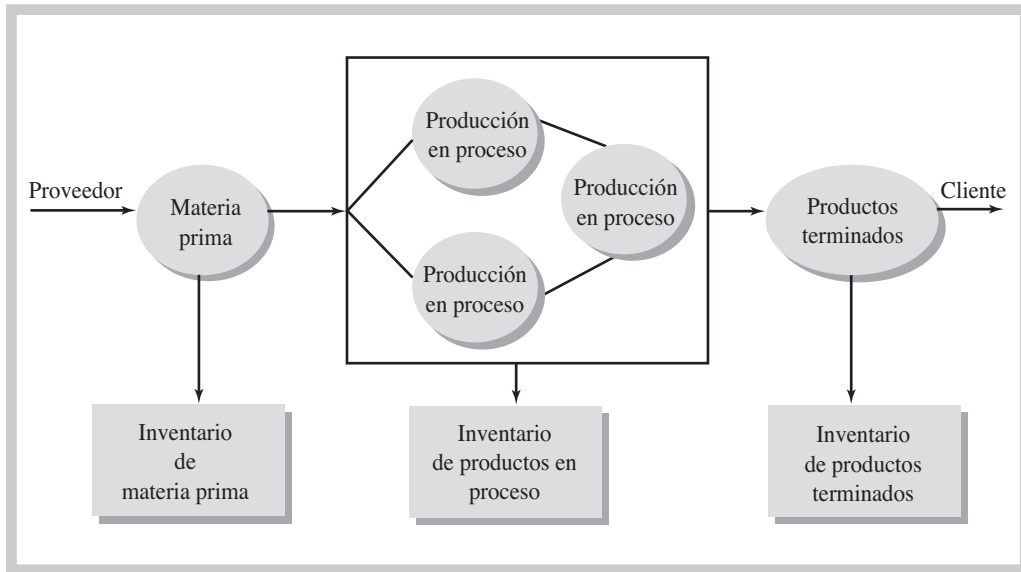 Proveedor
Materia
prima
Producción
en proceso
Producción
en proceso
Producción
en proceso
Productos
terminados
Cliente
Inventario
de
materia prima
Inventario
de productos en
proceso
Inventario
de productos
terminados